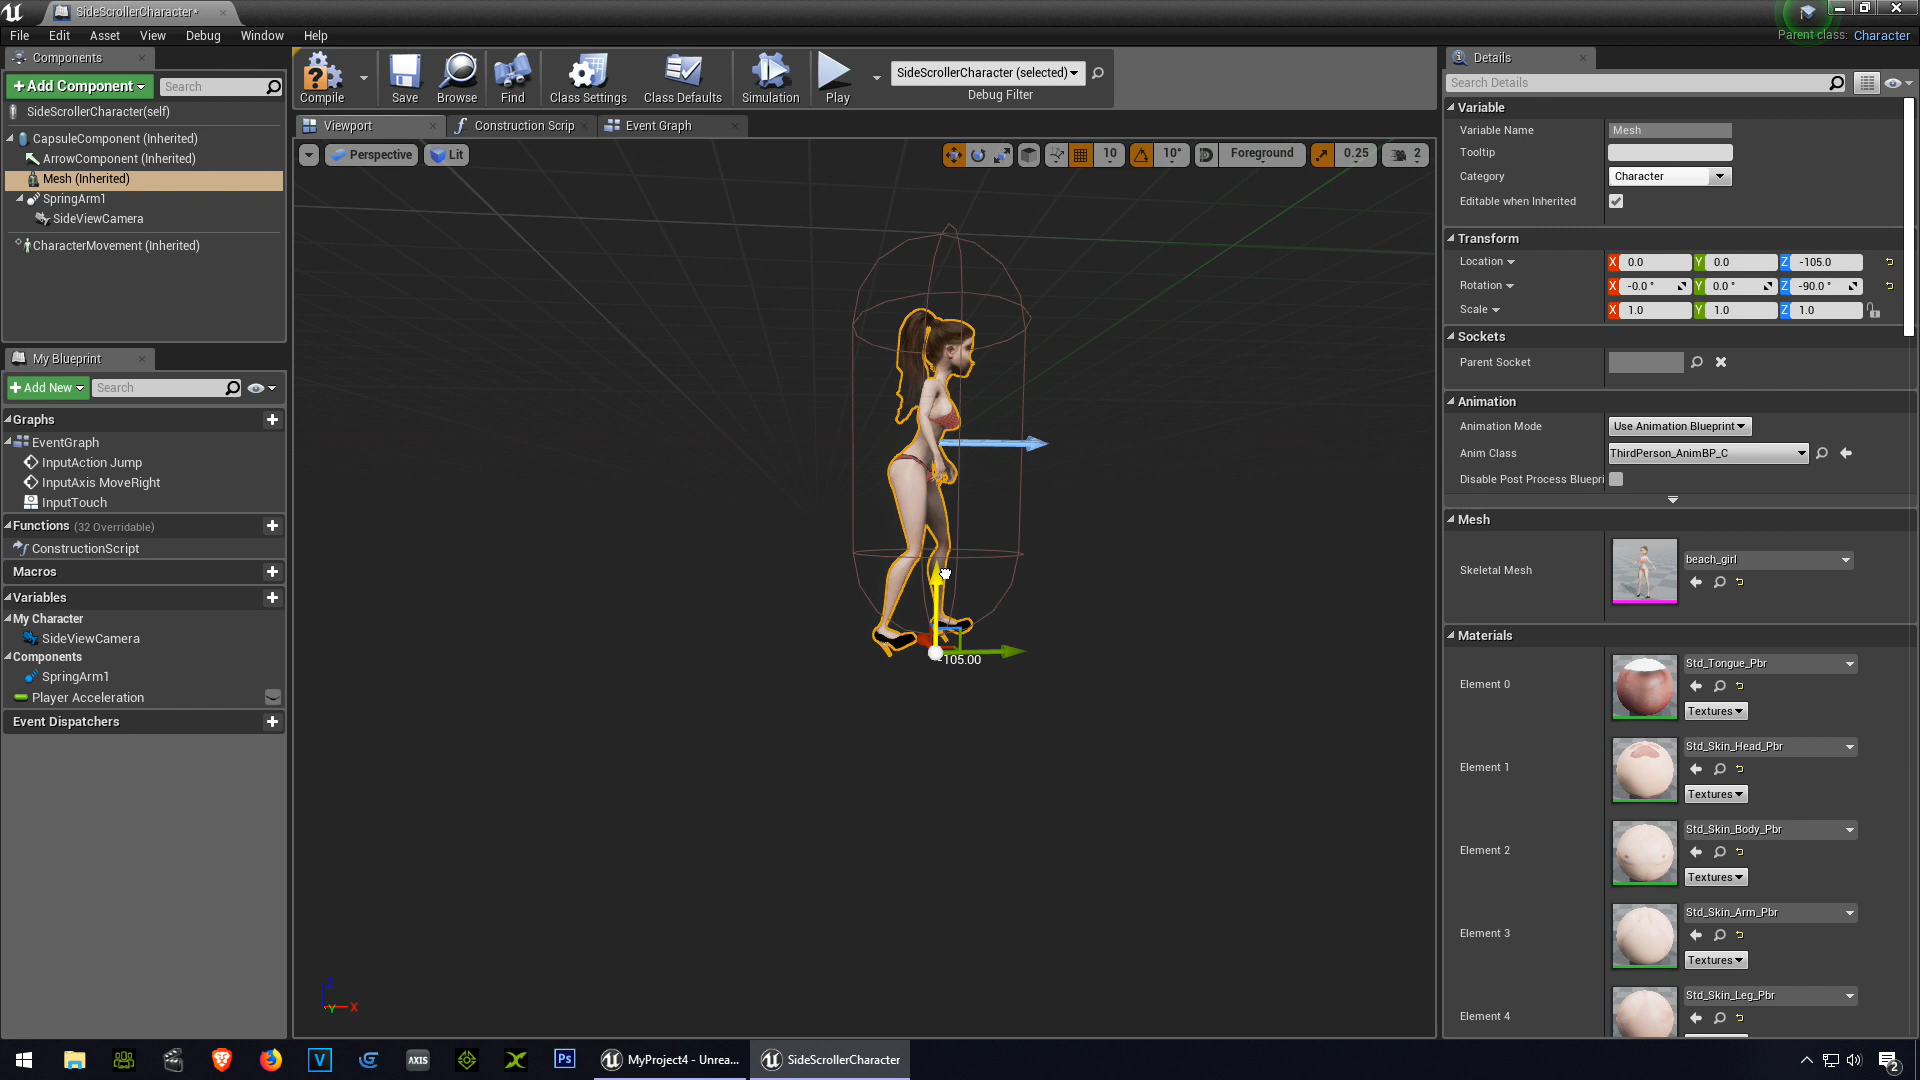 SideScrollerCharacter*
File Edit Asset View Debug Window Help
Parent class: Character
Components
+Add Component
Search
SideScrollerCharacter(self)
CapsuleComponent (Inherited)
ArrowComponent (Inherited)
Mesh (Inherited)
SpringArm1
SideViewCamera
CharacterMovement (Inherited)
My Blueprint
+Add New
Search
Graphs
EventGraph
InputAction Jump
InputAxis MoveRight
InputTouch
Functions (32 Overridable)
ConstructionScript
Macros
Variables
My Character
SideViewCamera
Components
SpringArm1
Player Acceleration
Event Dispatchers
Compile
Save
Browse
Find
Class Settings
Class Defaults
Simulation
Play
SideScrollerCharacter (selected)
Debug Filter
Viewport
Construction Scrip
Event Graph
Perspective
Lit
10
10°
Foreground
0.25
2
-105.00
Z
Y
X
Details
Search Details
Variable
Variable Name Mesh
Tooltip
Category Character
Editable when Inherited
Transform
Location X 0.0 Y 0.0 Z -105.0
Rotation X -0.0 ° Y 0.0 ° Z -90.0 °
Scale X 1.0 Y 1.0 Z 1.0
Sockets
Parent Socket
Animation
Animation Mode Use Animation Blueprint
Anim Class ThirdPerson_AnimBP_C
Disable Post Process Bluepri
Mesh
Skeletal Mesh beach_girl
Materials
Element 0 Std_Tongue_Pbr
Textures
Element 1 Std_Skin_Head_Pbr
Textures
Element 2 Std_Skin_Body_Pbr
Textures
Element 3 Std_Skin_Arm_Pbr
Textures
Element 4 Std_Skin_Leg_Pbr
V
AXIS
Ps
MyProject4 - Unrea...
SideScrollerCharacter
2